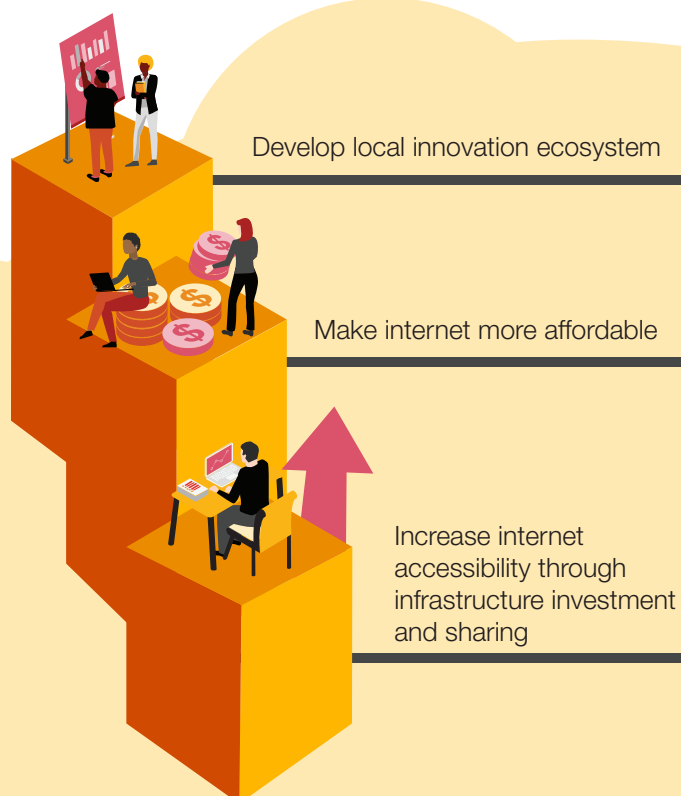 Develop local innovation ecosystem
Make internet more affordable
Increase internet
accessibility through
infrastructure investment
and sharing